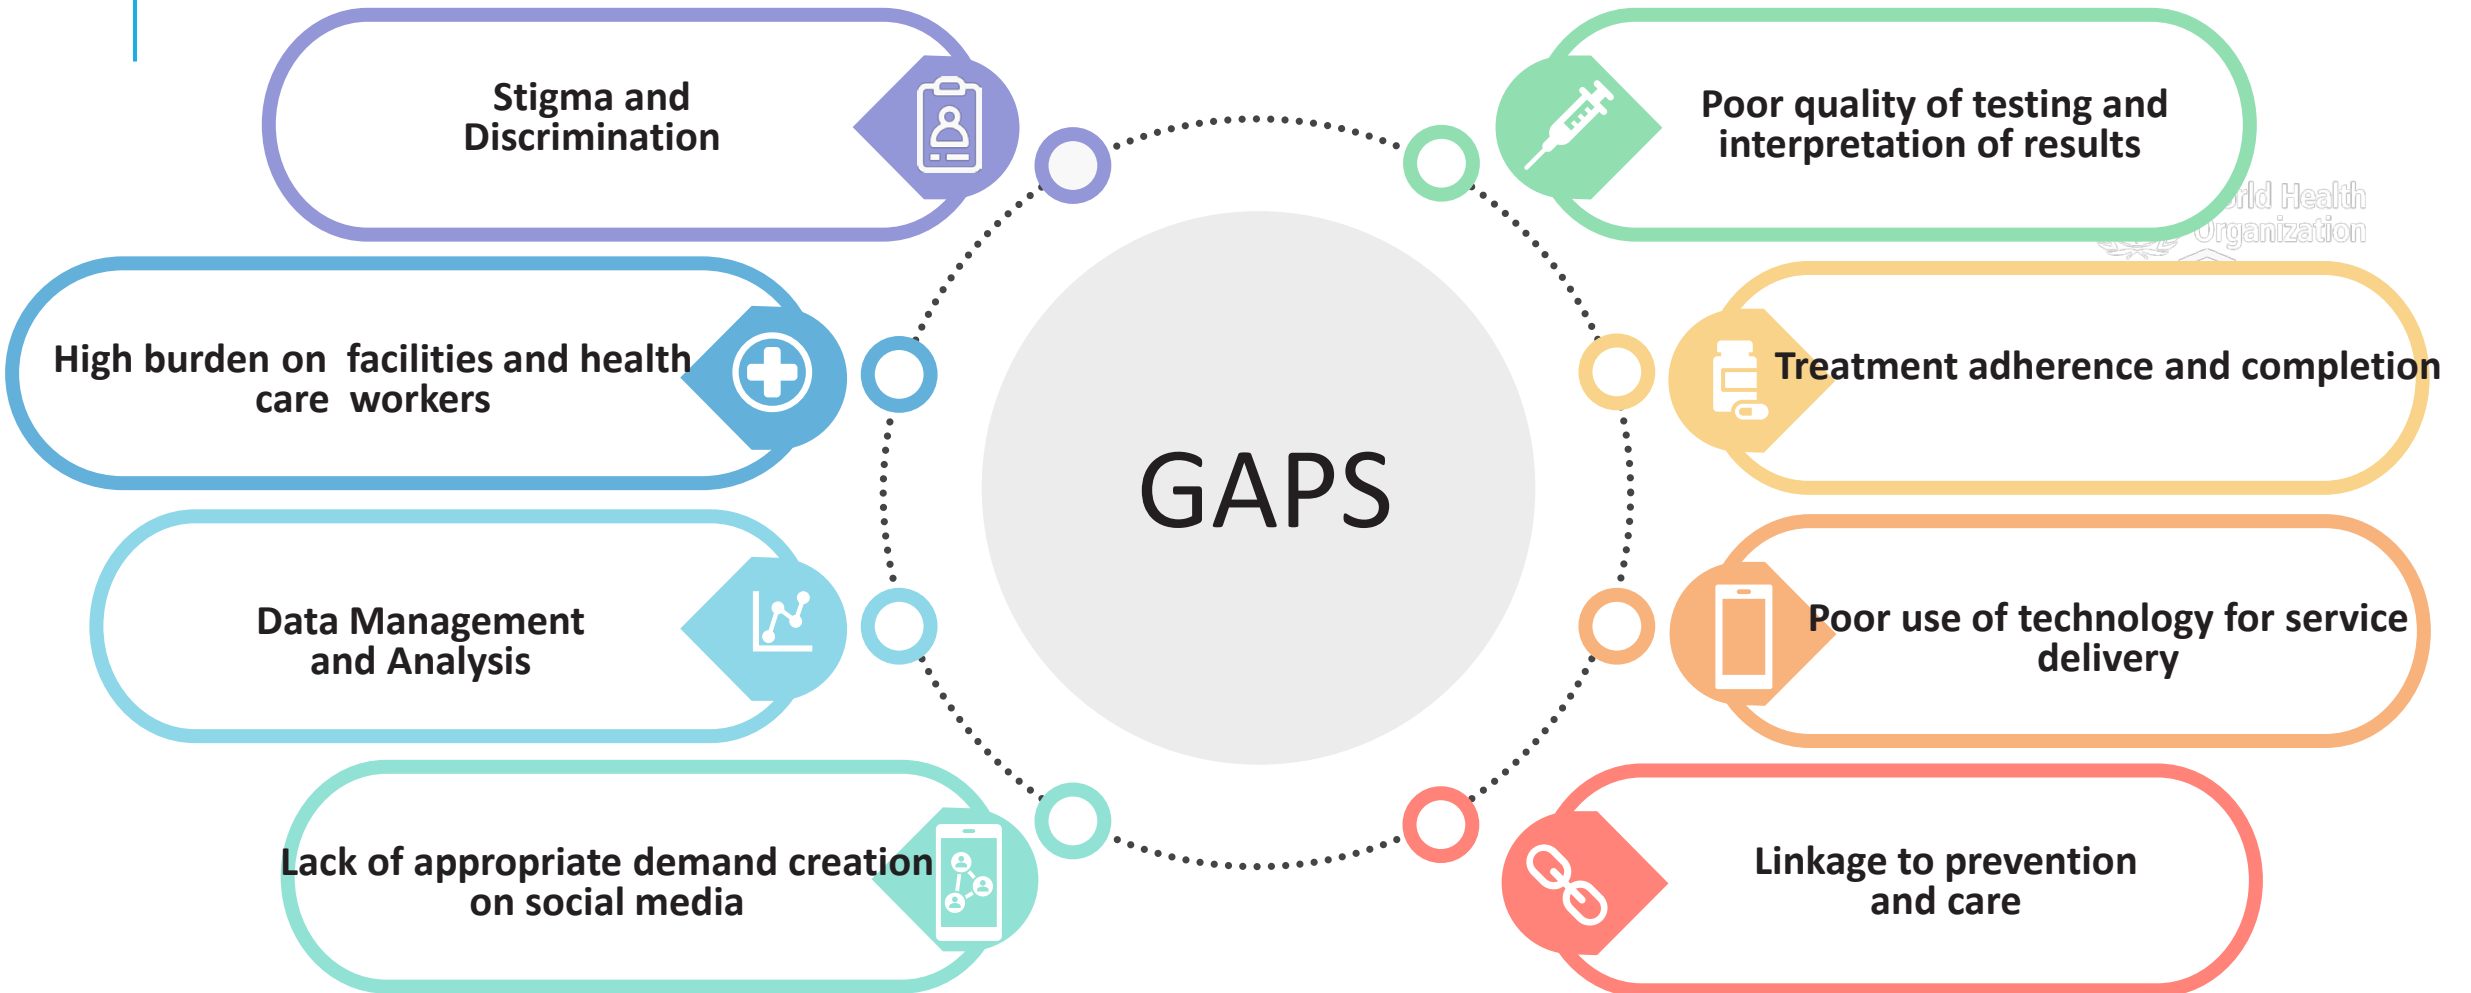 Stigma and
Discrimination
Poor quality of testing and
interpretation of results
Health
Organization
High burden on facilities and health
care workers
Treatment adherence and completion
GAPS
Data Management
and Analysis
Poor use of technology for service
delivery
Lack of appropriate demand creation
on social media
Linkage to prevention
and care